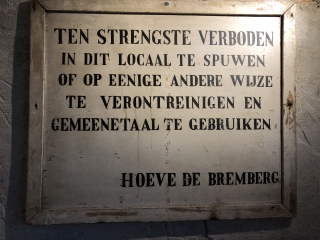 TEN STRENGSTE VERBODEN
IN DIT LOCAAL TE SPUWEN
OF OP EENIGE ANDERE WIJZE
TE VERONTREINIGEN EN
GEMEENETAAL TE GEBRUIKEN
HOEVE DE BREMBERG